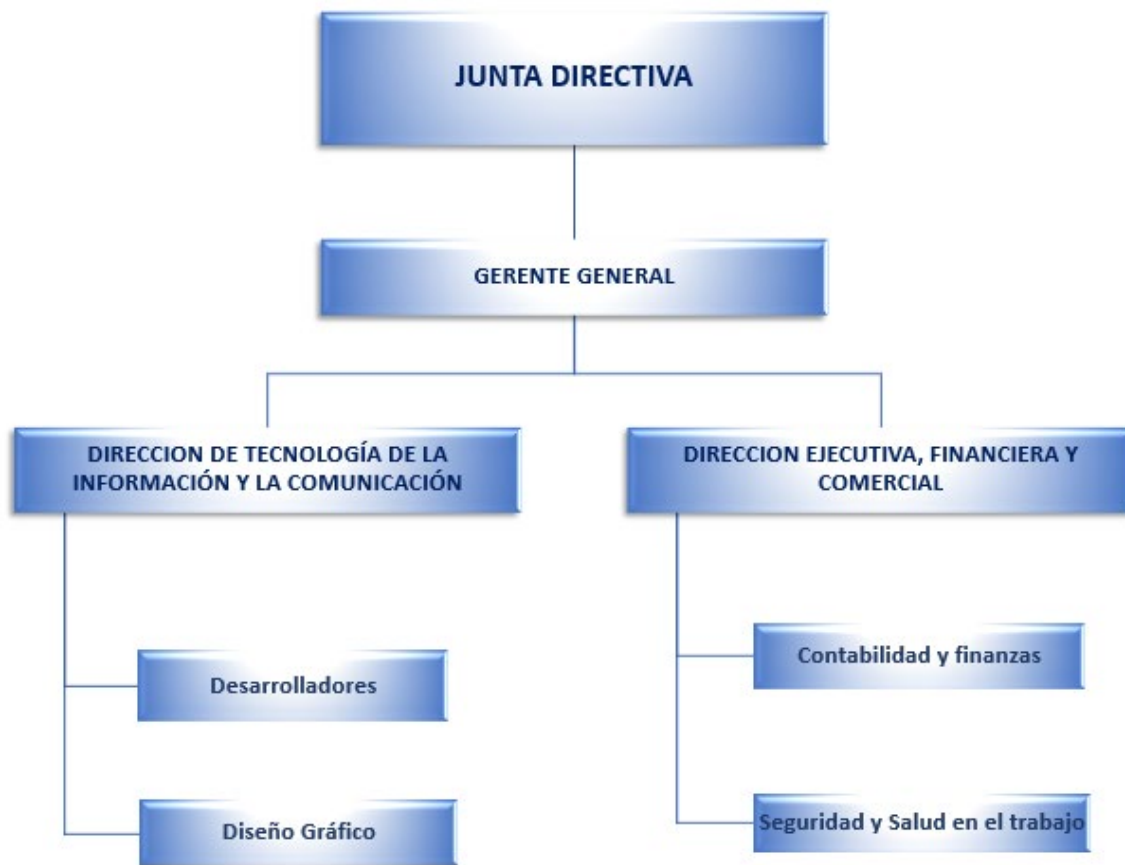 JUNTA DIRECTIVA
GERENTE GENERAL
DIRECCION DE TECNOLOGÍA DE LA
INFORMACIÓN Y LA COMUNICACIÓN
DIRECCION EJECUTIVA, FINANCIERA Y
COMERCIAL
Desarrolladores
Diseño Gráfico
Contabilidad y finanzas
Seguridad y Salud en el trabajo